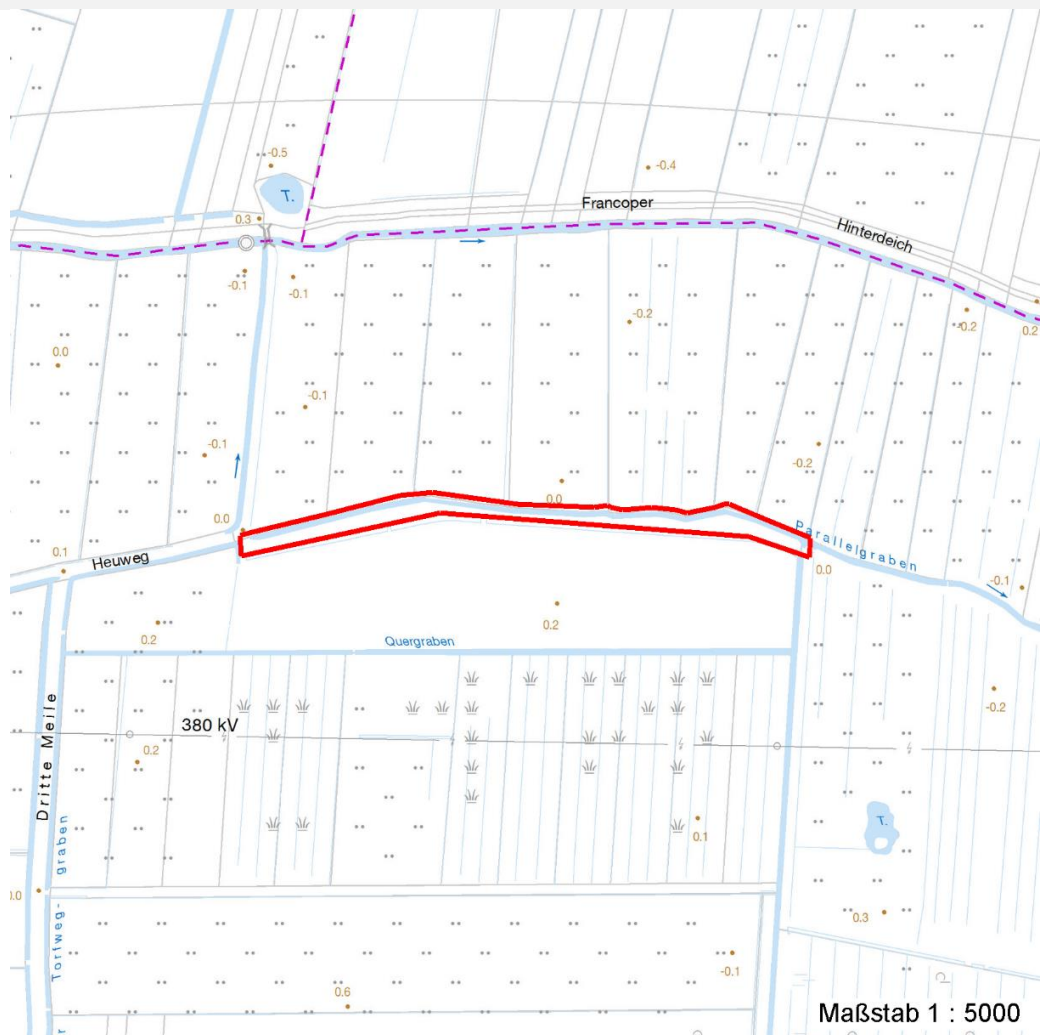 -0.5
-0.4
T.
Francoper
0.3
Hinterdeich
-0.1
-0.1
-0.2
-0.2
0.2
0.0
-0.1
-0.1
-0.2
0.0
0.0
Parallelgraben
0.1
Heuweg
0.0
-0.1
0.2
0.2
Quergraben
-0.2
380 kV
0.2
Dritte Meile
T.
0.1
graben
0.0
0.3
Torfweg-
-0.1
0.6
Maßstab 1 : 5000